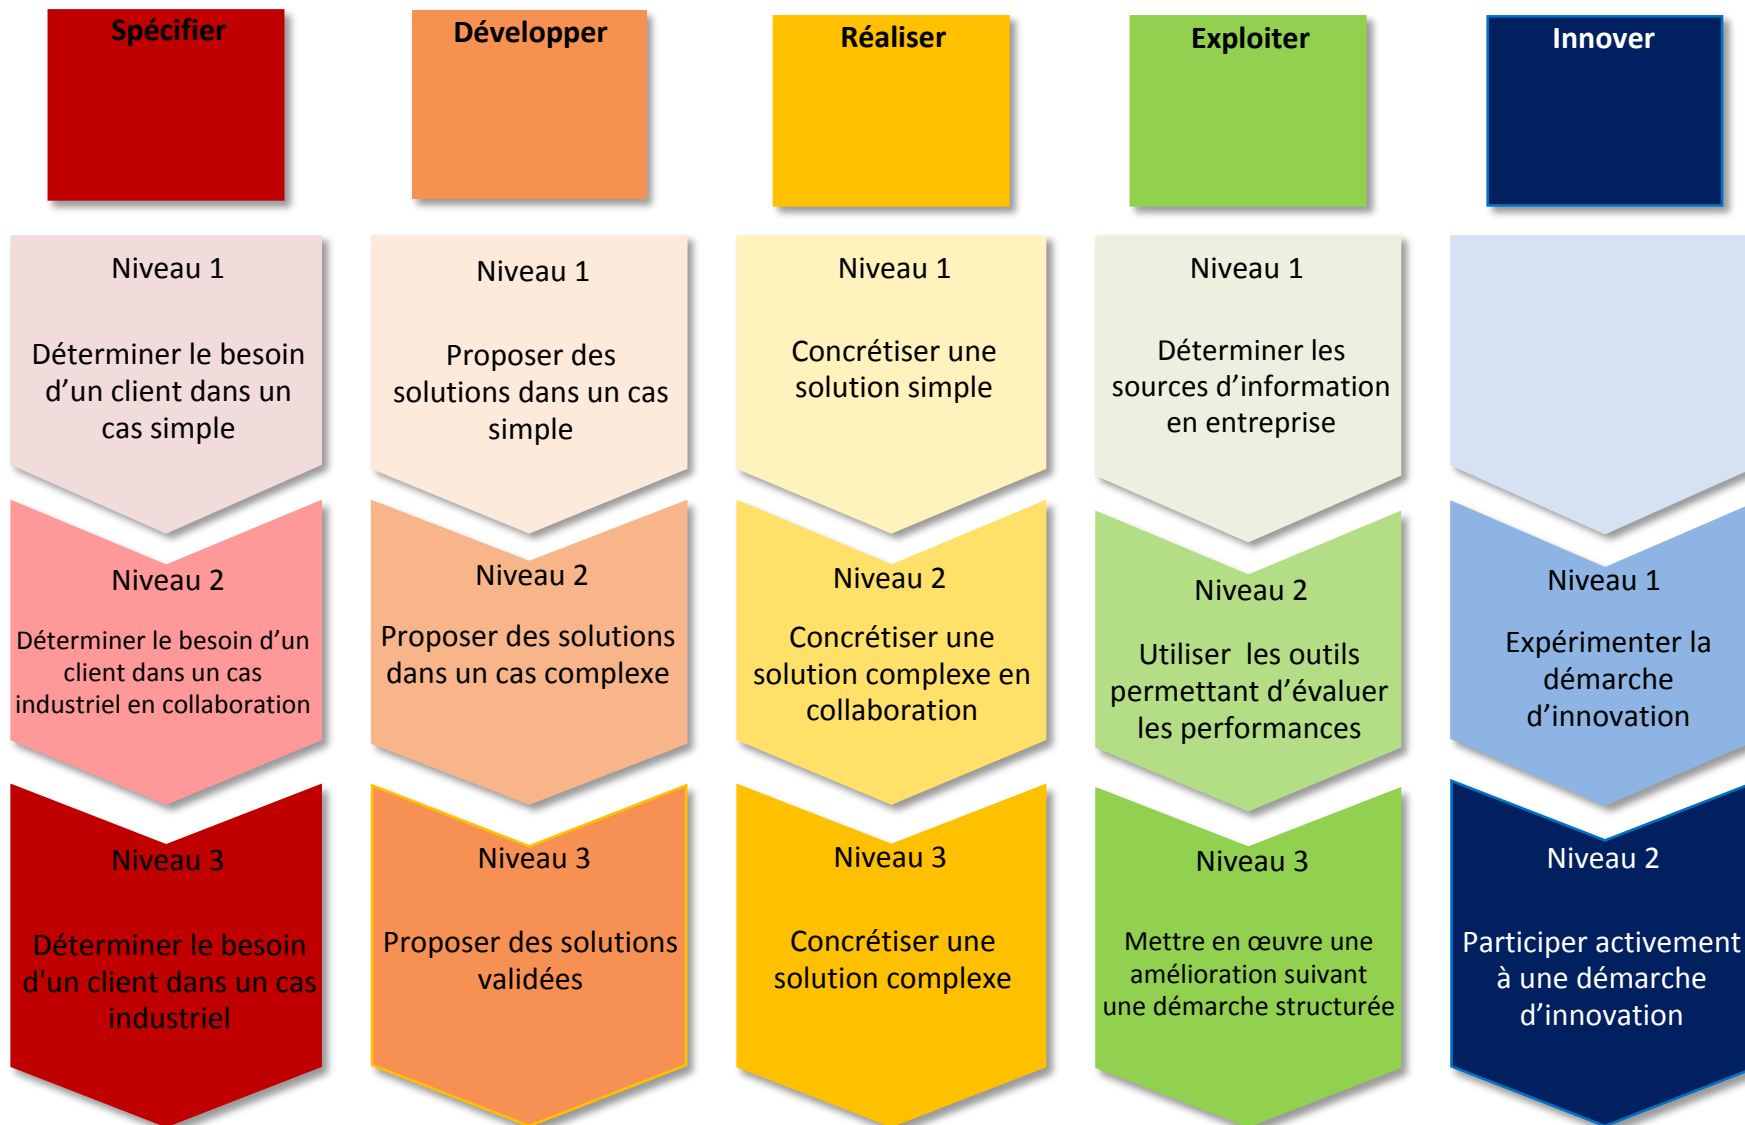 Spécifier
Développer
Réaliser
Exploiter
Innover
Niveau 1
Déterminer le besoin
d’un client dans un
cas simple
Niveau 1
Proposer des
solutions dans un cas
simple
Niveau 1
Concrétiser une
solution simple
Niveau 1
Déterminer les
sources d’information
en entreprise
Niveau 2
Déterminer le besoin d’un
client dans un cas
industriel en collaboration
Niveau 2
Proposer des solutions
dans un cas complexe
Niveau 2
Concrétiser une
solution complexe en
collaboration
Niveau 2
Utiliser  les outils
permettant d’évaluer
les performances
Niveau 1
Expérimenter la
démarche
d’innovation
Niveau 3
Déterminer le besoin
d'un client dans un cas
industriel
Niveau 3
Proposer des solutions
validées
Niveau 3
Concrétiser une
solution complexe
Niveau 3
Mettre en œuvre une
amélioration suivant
une démarche structurée
Niveau 2
Participer activement
à une démarche
d’innovation